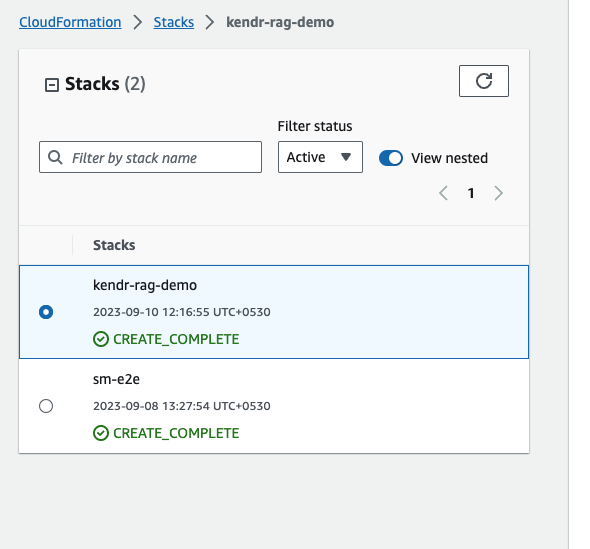 CloudFormation > Stacks > kendr-rag-demo
Stacks (2)
Filter status
Filter by stack name
Active
View nested
1
Stacks
kendr-rag-demo
2023-09-10 12:16:55 UTC+0530
CREATE_COMPLETE
sm-e2e
2023-09-08 13:27:54 UTC+0530
CREATE_COMPLETE